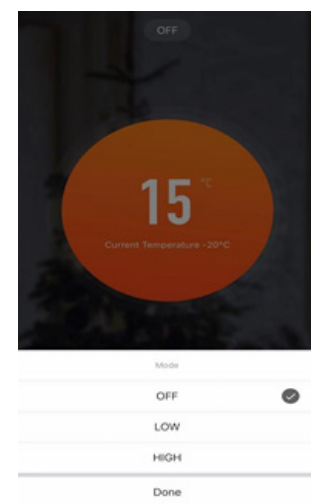 OFF
15 °C
Current Temperature -20°C
Mode
OFF
LOW
HIGH
Done